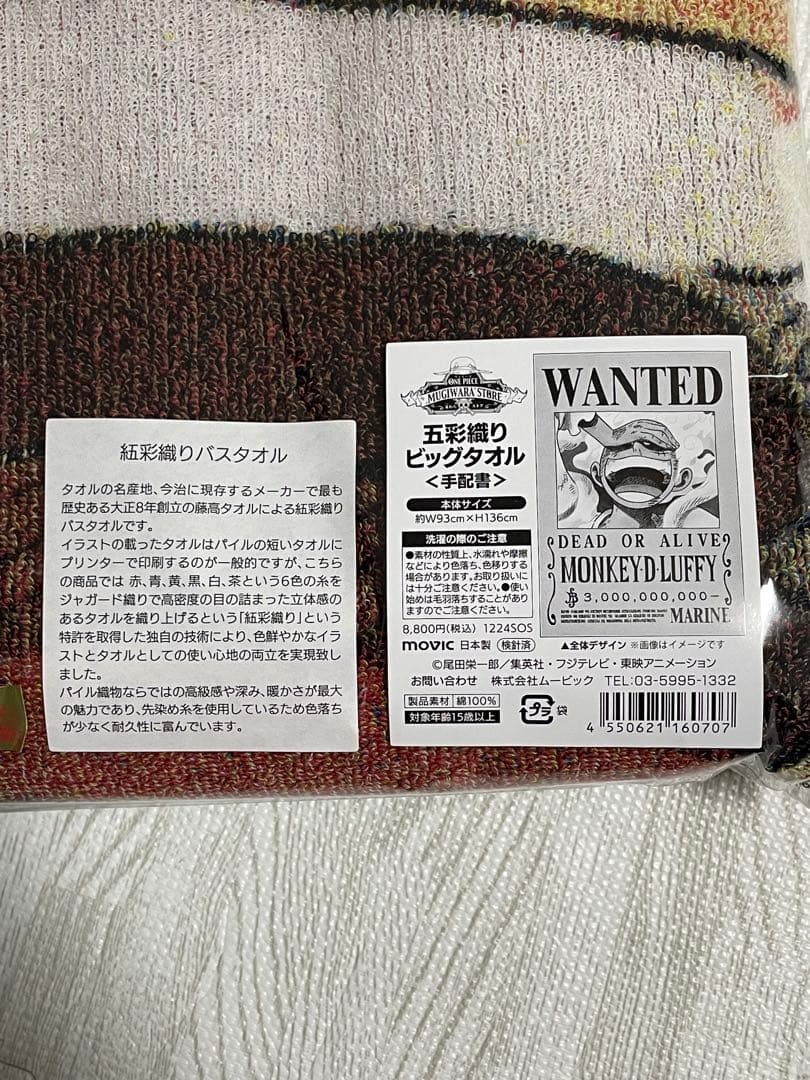 紐彩織りバスタオル
タオルの名産地、今治に現存するメーカーで最も
歴史ある大正8年創立の藤高タオルによる紐彩織り
バスタオルです。
イラストの載ったタオルはパイルの短いタオルに
プリンターで印刷するのが一般的ですが、こちら
の商品では 赤、青、黄、黒、白、茶という6色の糸を
ジャガード織りで高密度の目の詰まった立体感の
あるタオルを織り上げるという「紐彩織り」という
特許を取得した独自の技術により、色鮮やかなイ
ラストとタオルとしての使い心地の両立を実現致し
ました。
パイル織物ならではの高級感や深み、暖かさが最大
の魅力であり、先染め糸を使用しているため色落ち
が少なく耐久性に富んでいます。
ONE PIECE
MUGIWARA STORE
五彩織り
ビッグタオル
<手配書>
本体サイズ
約W93cm×H136cm
洗濯の際のご注意
●素材の性質上、水濡れや摩擦
などにより色落ち、色移りする
場合があります。お取り扱いには
十分ご注意ください。●使い
始めは毛羽落ちすることがあり
ますのでご注意ください。
8,800円(税込) 1224SOS
movic 日本製 検針済
WANTED
DEAD OR ALIVE
MONKEY・D・LUFFY
3,000,000,000-
MARINE
▲全体デザイン ※画像はイメージです
©尾田栄一郎/集英社・フジテレビ・東映アニメーション
お問い合わせ 株式会社ムービック TEL:03-5995-1332
製品素材 綿100%
対象年齢15歳以上
プラ 袋
4 550621 160707